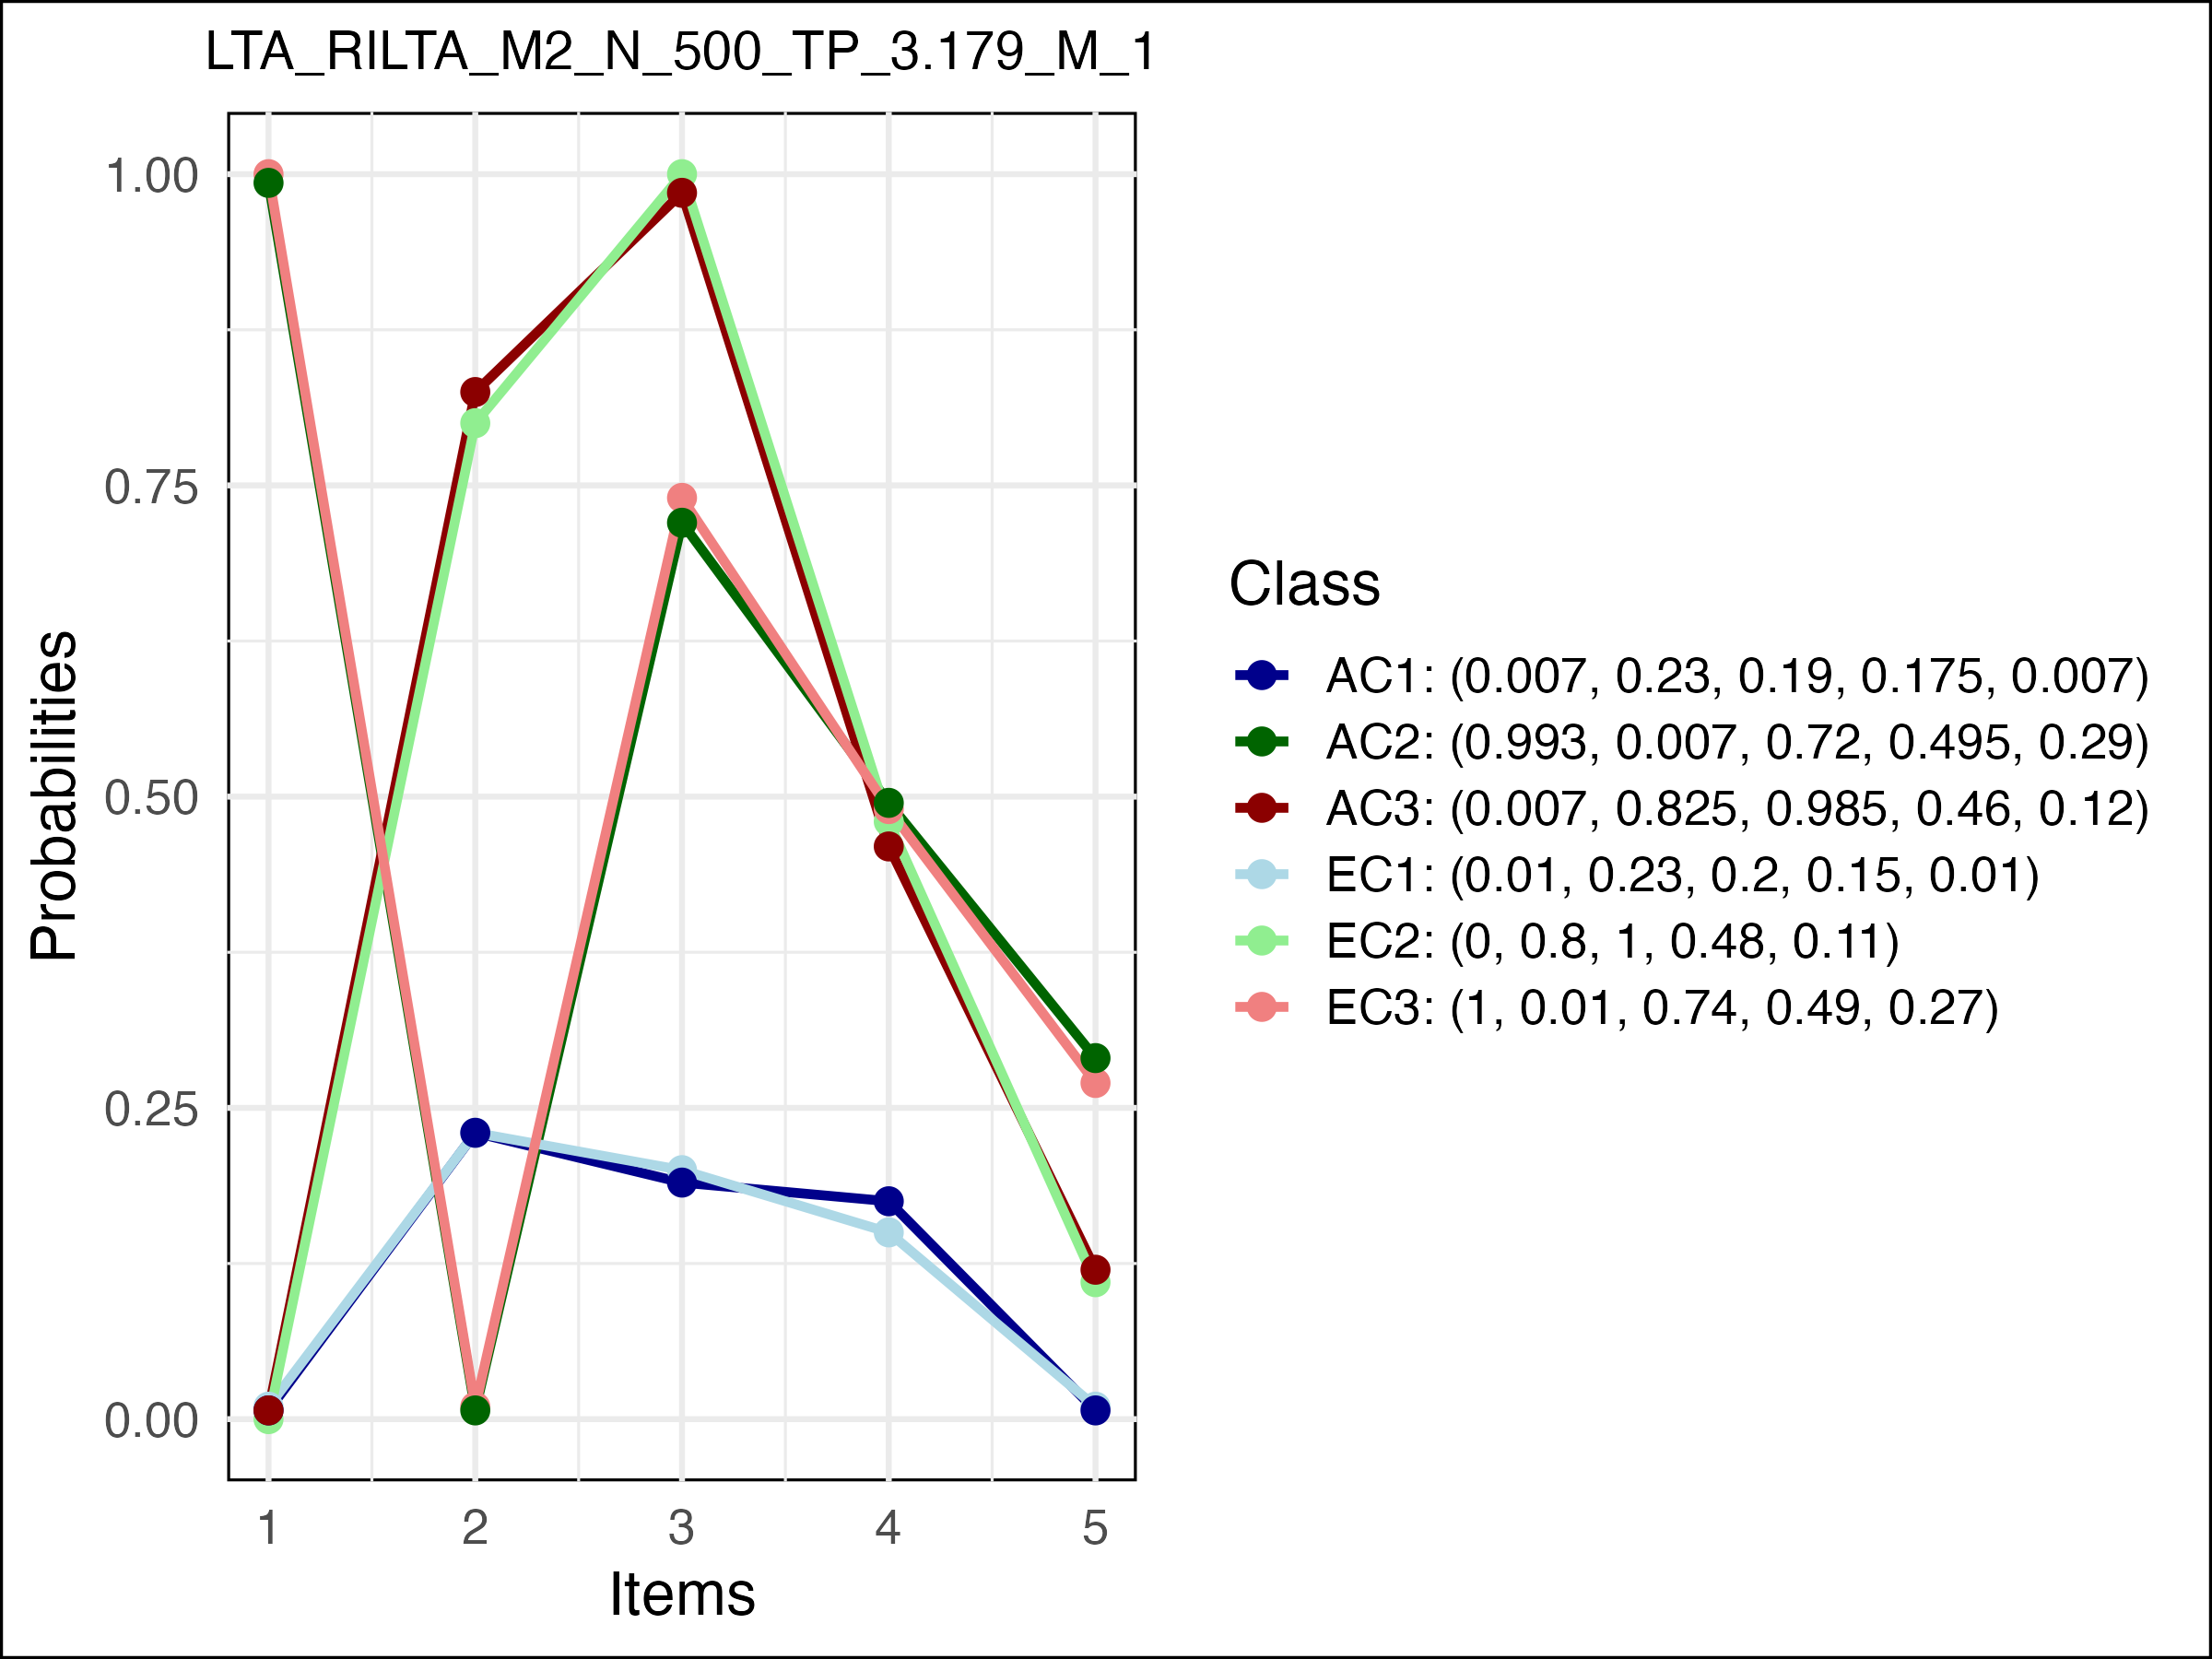 LTA_RILTA_M2_N_500_TP_3.179_M_1
1.00
0.75
0.50
0.25
0.00
Probabilities
1 2 3 4 5
Items
Class
AC1: (0.007, 0.23, 0.19, 0.175, 0.007)
AC2: (0.993, 0.007, 0.72, 0.495, 0.29)
AC3: (0.007, 0.825, 0.985, 0.46, 0.12)
EC1: (0.01, 0.23, 0.2, 0.15, 0.01)
EC2: (0, 0.8, 1, 0.48, 0.11)
EC3: (1, 0.01, 0.74, 0.49, 0.27)